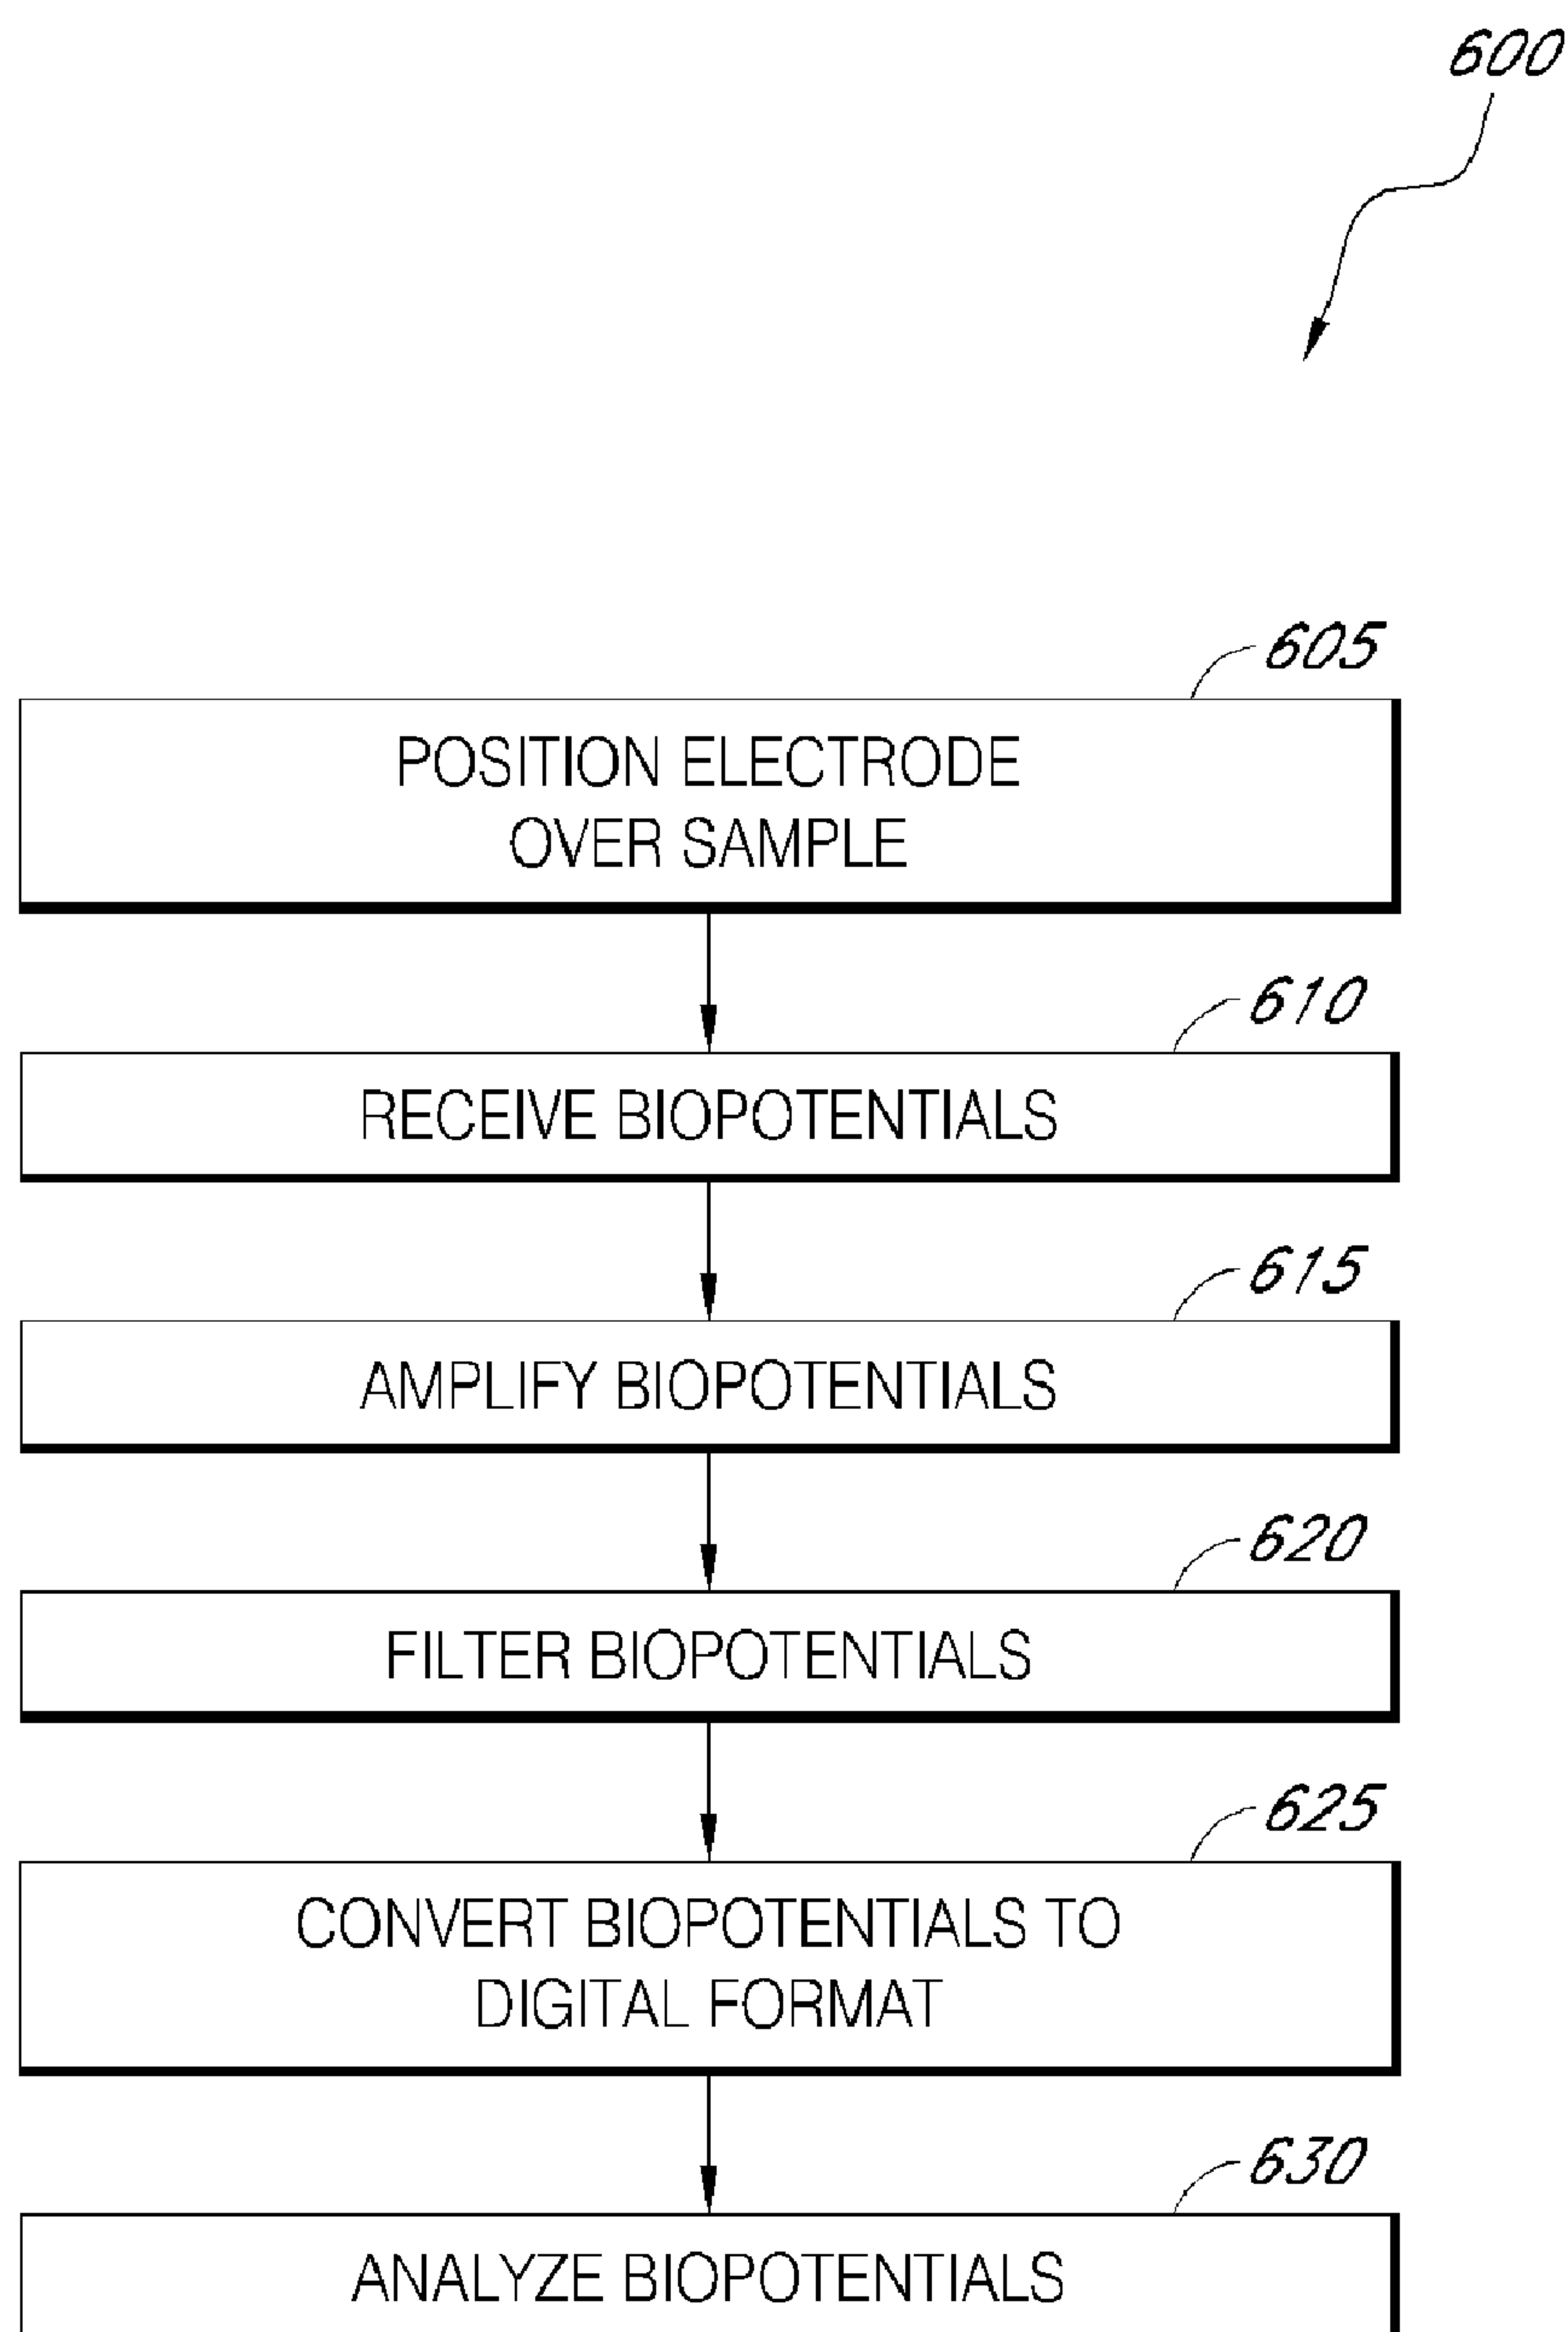 600
605
POSITION ELECTRODE
OVER SAMPLE
610
RECEIVE BIOPOTENTIALS
615
AMPLIFY BIOPOTENTIALS
620
FILTER BIOPOTENTIALS
625
CONVERT BIOPOTENTIALS TO
DIGITAL FORMAT
630
ANALYZE BIOPOTENTIALS